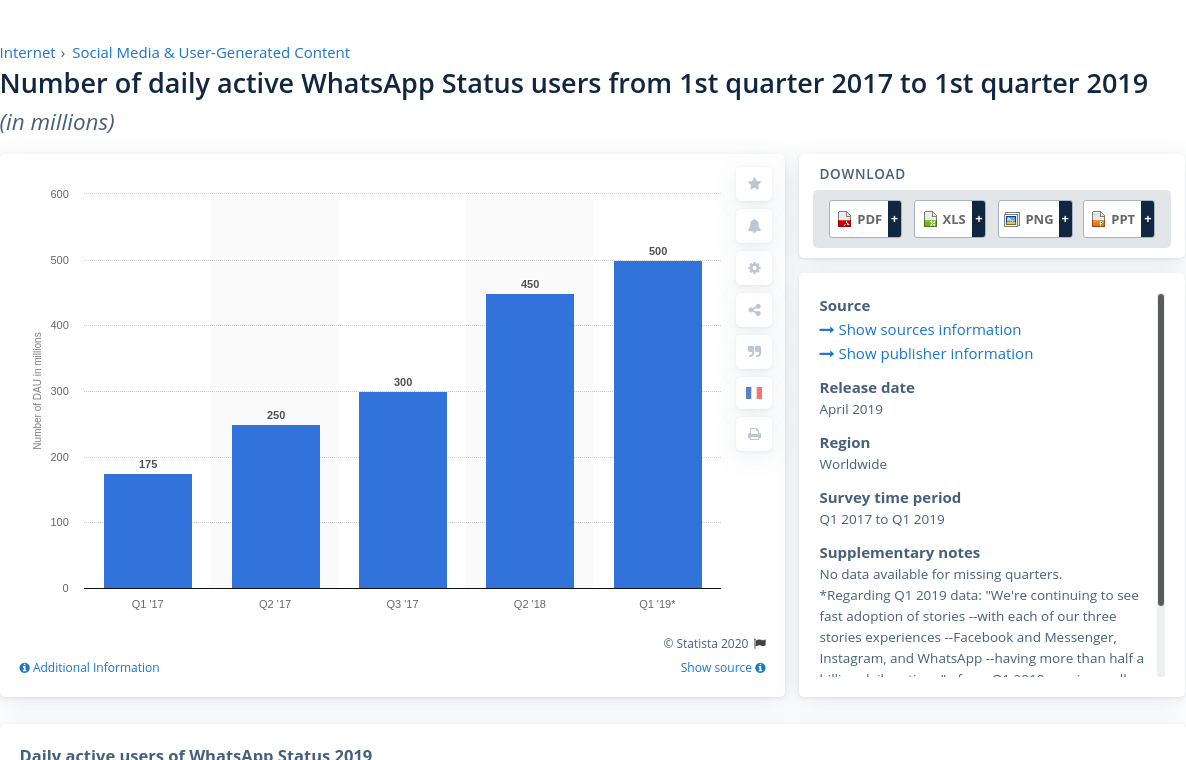 Internet › Social Media & User-Generated Content
Number of daily active WhatsApp Status users from 1st quarter 2017 to 1st quarter 2019
(in millions)
600
500
400
300
200
100
0
Number of DAU in millions
175
250
300
450
500
Q1 '17
Q2 '17
Q3 '17
Q2 '18
Q1 '19*
© Statista 2020
Additional Information
Show source
DOWNLOAD
PDF +
XLS +
PNG +
PPT +
Source
Show sources information
Show publisher information
Release date
April 2019
Region
Worldwide
Survey time period
Q1 2017 to Q1 2019
Supplementary notes
No data available for missing quarters.
*Regarding Q1 2019 data: "We're continuing to see
fast adoption of stories --with each of our three
stories experiences --Facebook and Messenger,
Instagram, and WhatsApp --having more than half a
Daily active users of WhatsApp Status 2019